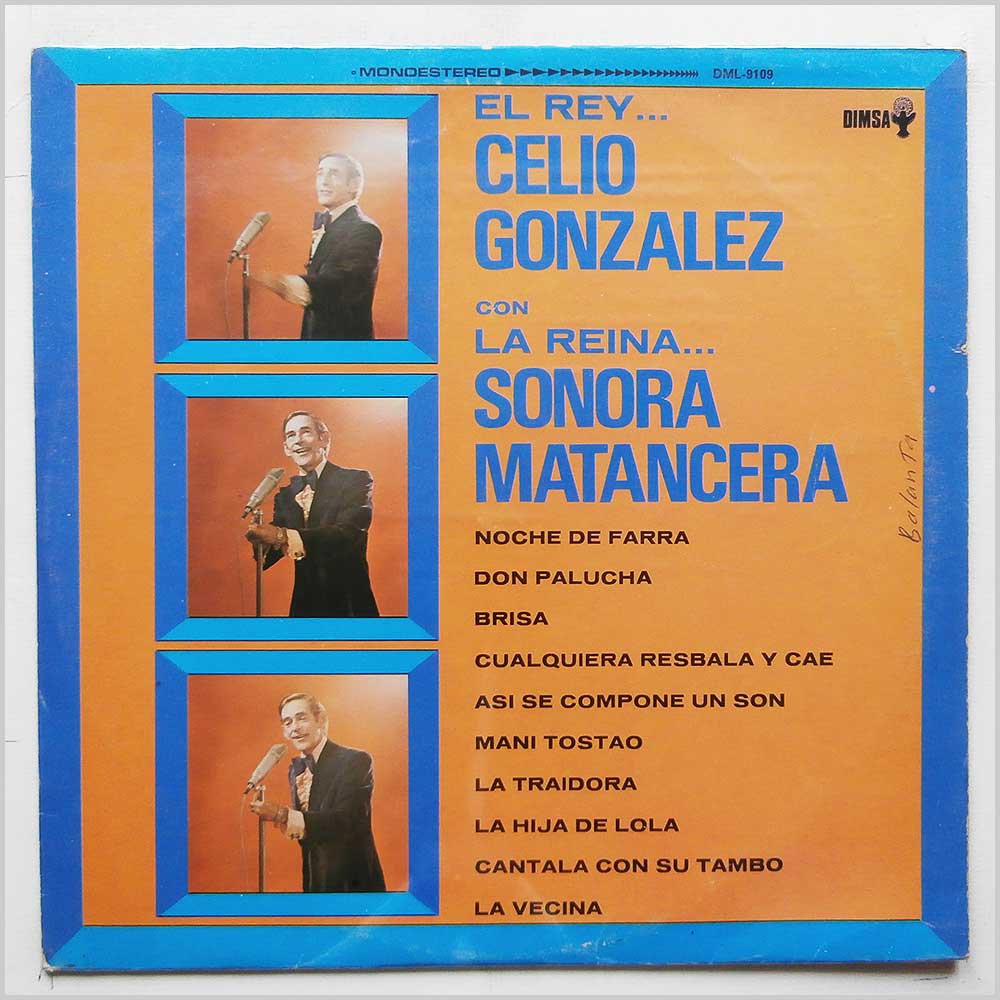 MONOESTEREO DML-9109
EL REY...
DIMSA
CELIO
GONZALEZ
CON
LA REINA...
SONORA
MATANCERA
Balanta
NOCHE DE FARRA
DON PALUCHA
BRISA
CUALQUIERA RESBALA Y CAE
ASI SE COMPONE UN SON
MANI TOSTAO
LA TRAIDORA
LA HIJA DE LOLA
CANTALA CON SU TAMBO
LA VECINA